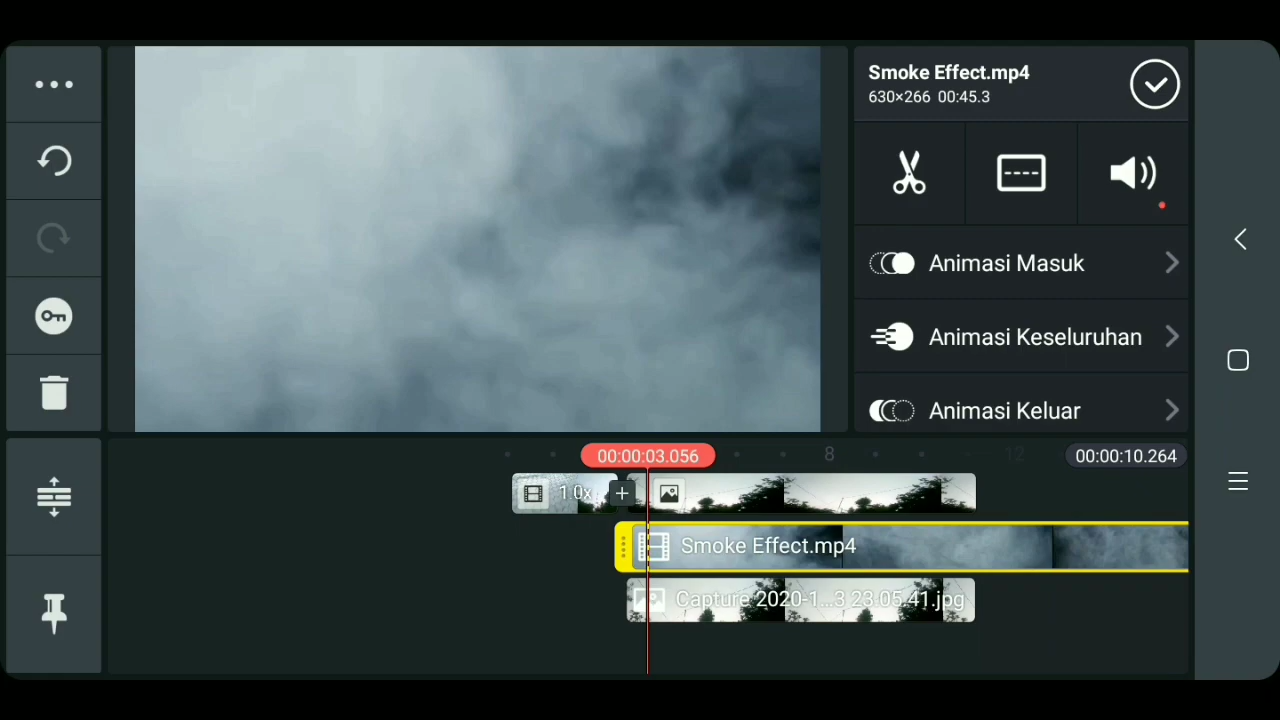 Smoke Effect.mp4
630×266 00:45.3
Animasi Masuk
Animasi Keseluruhan
Animasi Keluar
00:00:03.056
8
12
00:00:10.264
1.0x
Smoke Effect.mp4
Capture 2020-1...3 23.05.41.jpg